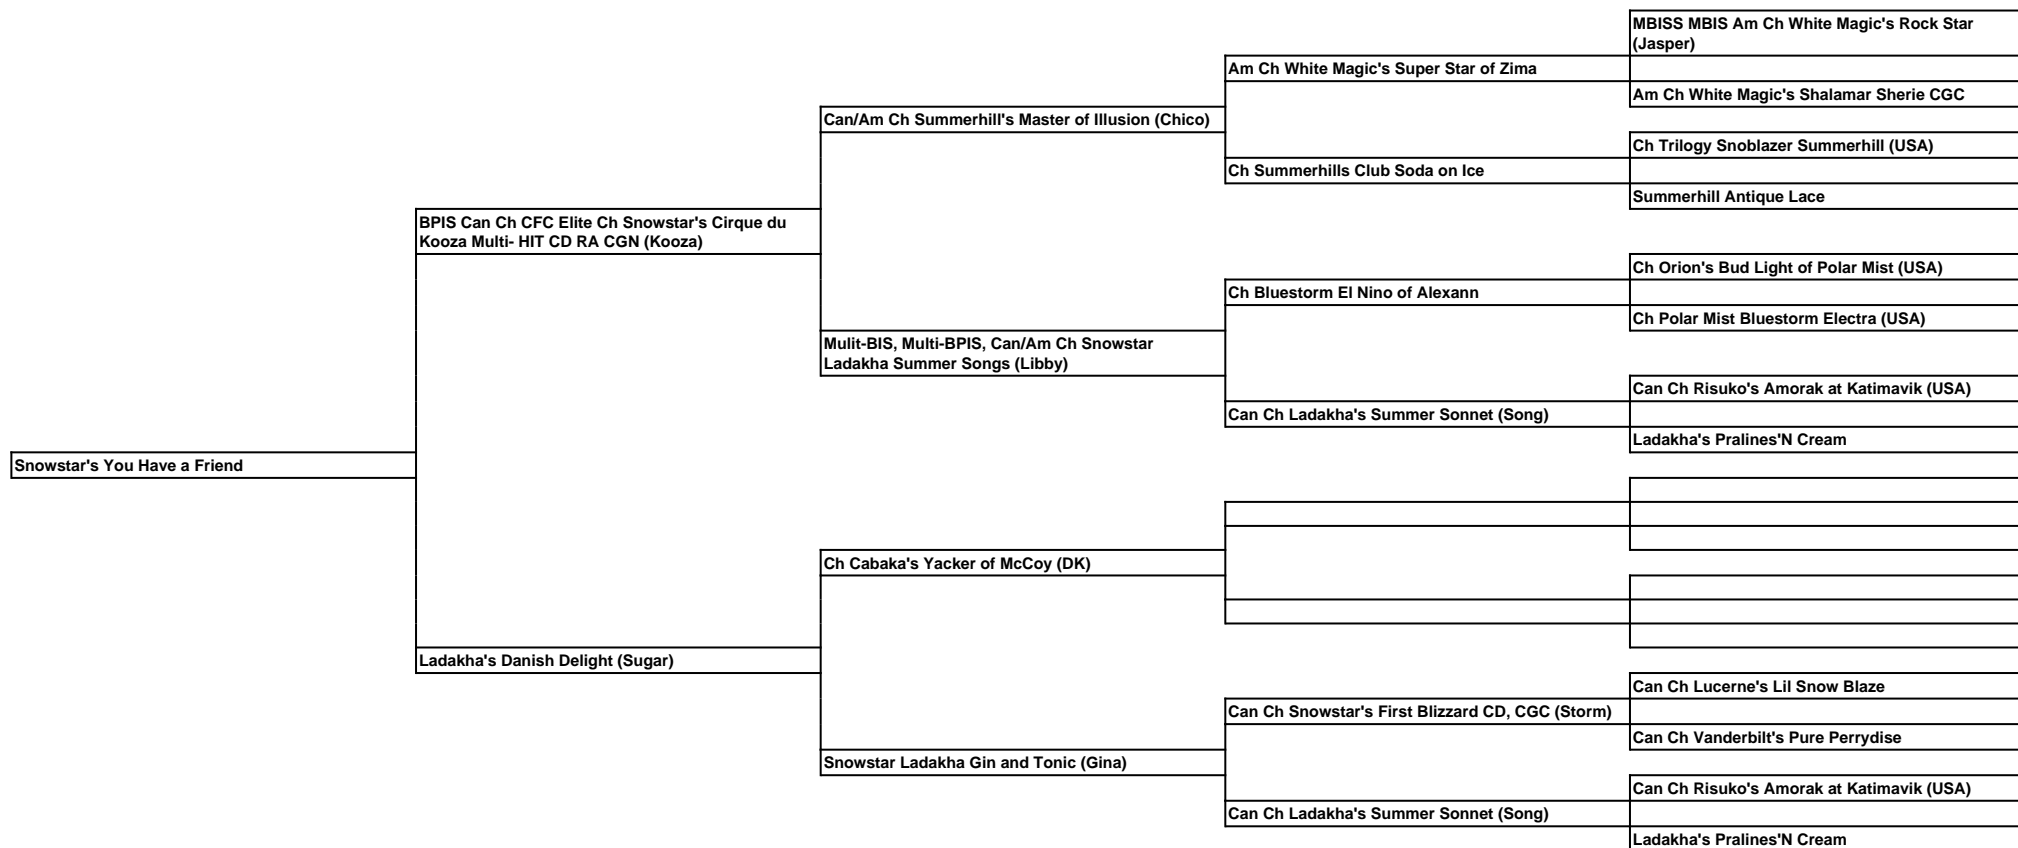 MBISS MBIS Am Ch White Magic's Rock Star
(Jasper)
Am Ch White Magic's Super Star of Zima
Am Ch White Magic's Shalamar Sherie CGC
Can/Am Ch Summerhill's Master of Illusion (Chico)
Ch Trilogy Snoblazer Summerhill (USA)
Ch Summerhills Club Soda on Ice
Summerhill Antique Lace
BPIS Can Ch CFC Elite Ch Snowstar's Cirque du
Kooza Multi- HIT CD RA CGN (Kooza)
Ch Orion's Bud Light of Polar Mist (USA)
Ch Bluestorm El Nino of Alexann
Ch Polar Mist Bluestorm Electra (USA)
Mulit-BIS, Multi-BPIS, Can/Am Ch Snowstar
Ladakha Summer Songs (Libby)
Can Ch Risuko's Amorak at Katimavik (USA)
Can Ch Ladakha's Summer Sonnet (Song)
Ladakha's Pralines'N Cream
Snowstar's You Have a Friend
Ch Cabaka's Yacker of McCoy (DK)
Ladakha's Danish Delight (Sugar)
Can Ch Lucerne's Lil Snow Blaze
Can Ch Snowstar's First Blizzard CD, CGC (Storm)
Can Ch Vanderbilt's Pure Perrydise
Snowstar Ladakha Gin and Tonic (Gina)
Can Ch Risuko's Amorak at Katimavik (USA)
Can Ch Ladakha's Summer Sonnet (Song)
Ladakha's Pralines'N Cream